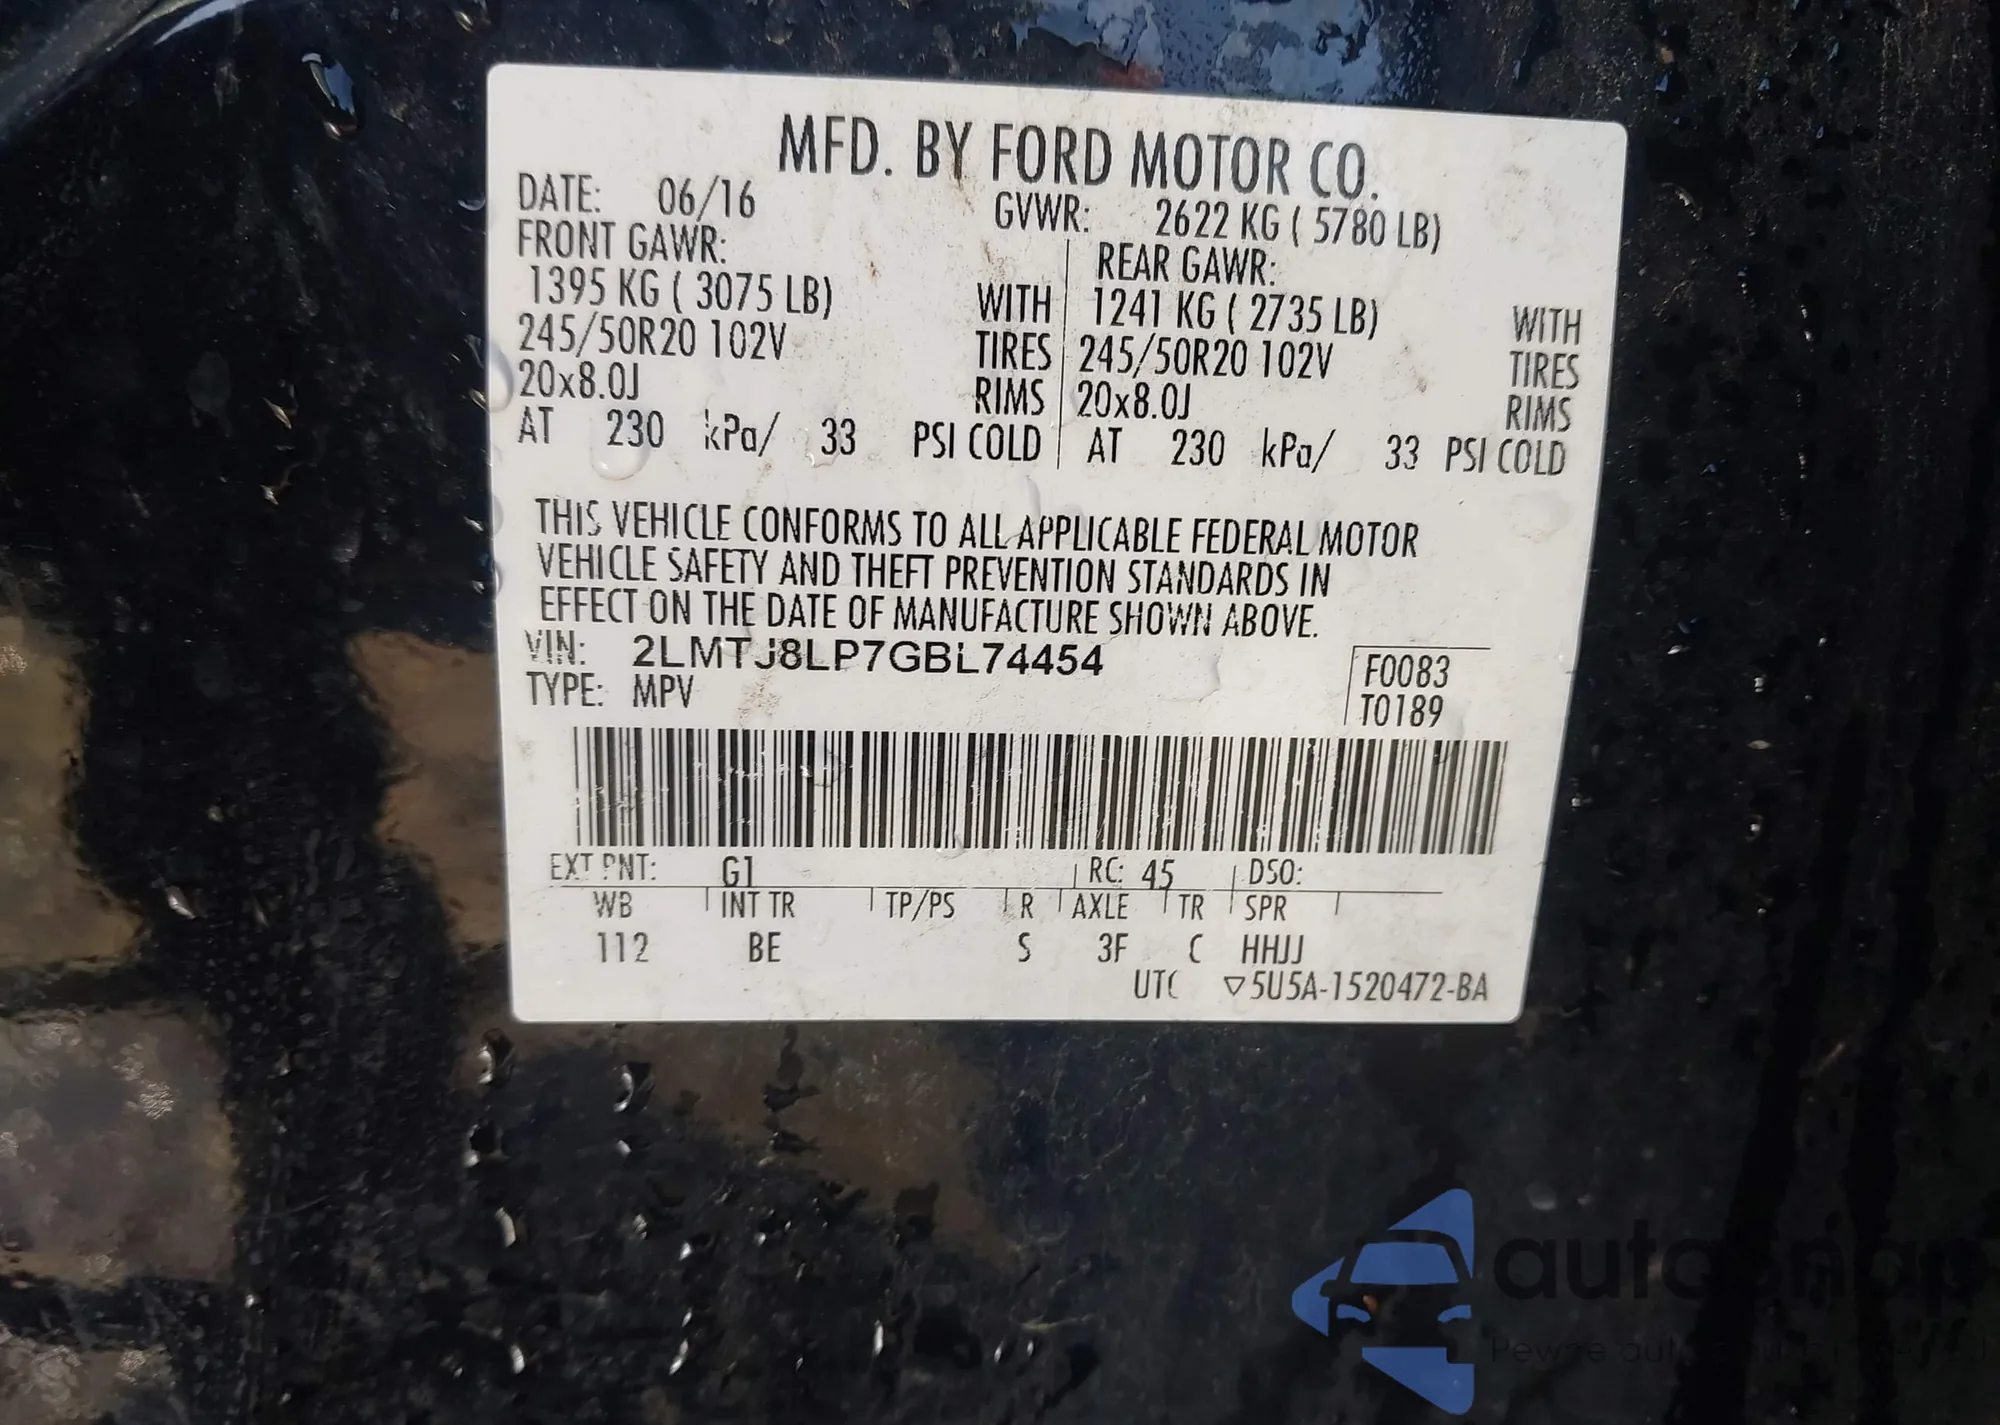 MFD. BY FORD MOTOR CO.
DATE: 06/16 GVWR: 2622 KG ( 5780 LB)
FRONT GAWR: REAR GAWR:
1395 KG ( 3075 LB) WITH 1241 KG ( 2735 LB) WITH
245/50R20 102V TIRES 245/50R20 102V TIRES
20x8.0J RIMS 20x8.0J RIMS
AT 230 kPa/ 33 PSI COLD AT 230 kPa/ 33 PSI COLD
THIS VEHICLE CONFORMS TO ALL APPLICABLE FEDERAL MOTOR
VEHICLE SAFETY AND THEFT PREVENTION STANDARDS IN
EFFECT ON THE DATE OF MANUFACTURE SHOWN ABOVE.
VIN: 2LMTJ8LP7GBL74454
TYPE: MPV
F0083
T0189
EXT PNT: G1 RC: 45 DSO:
WB INT TR TP/PS R AXLE TR SPR
112 BE S 3F C HHJJ
UTC ▽5U5A-1520472-BA
autosnap